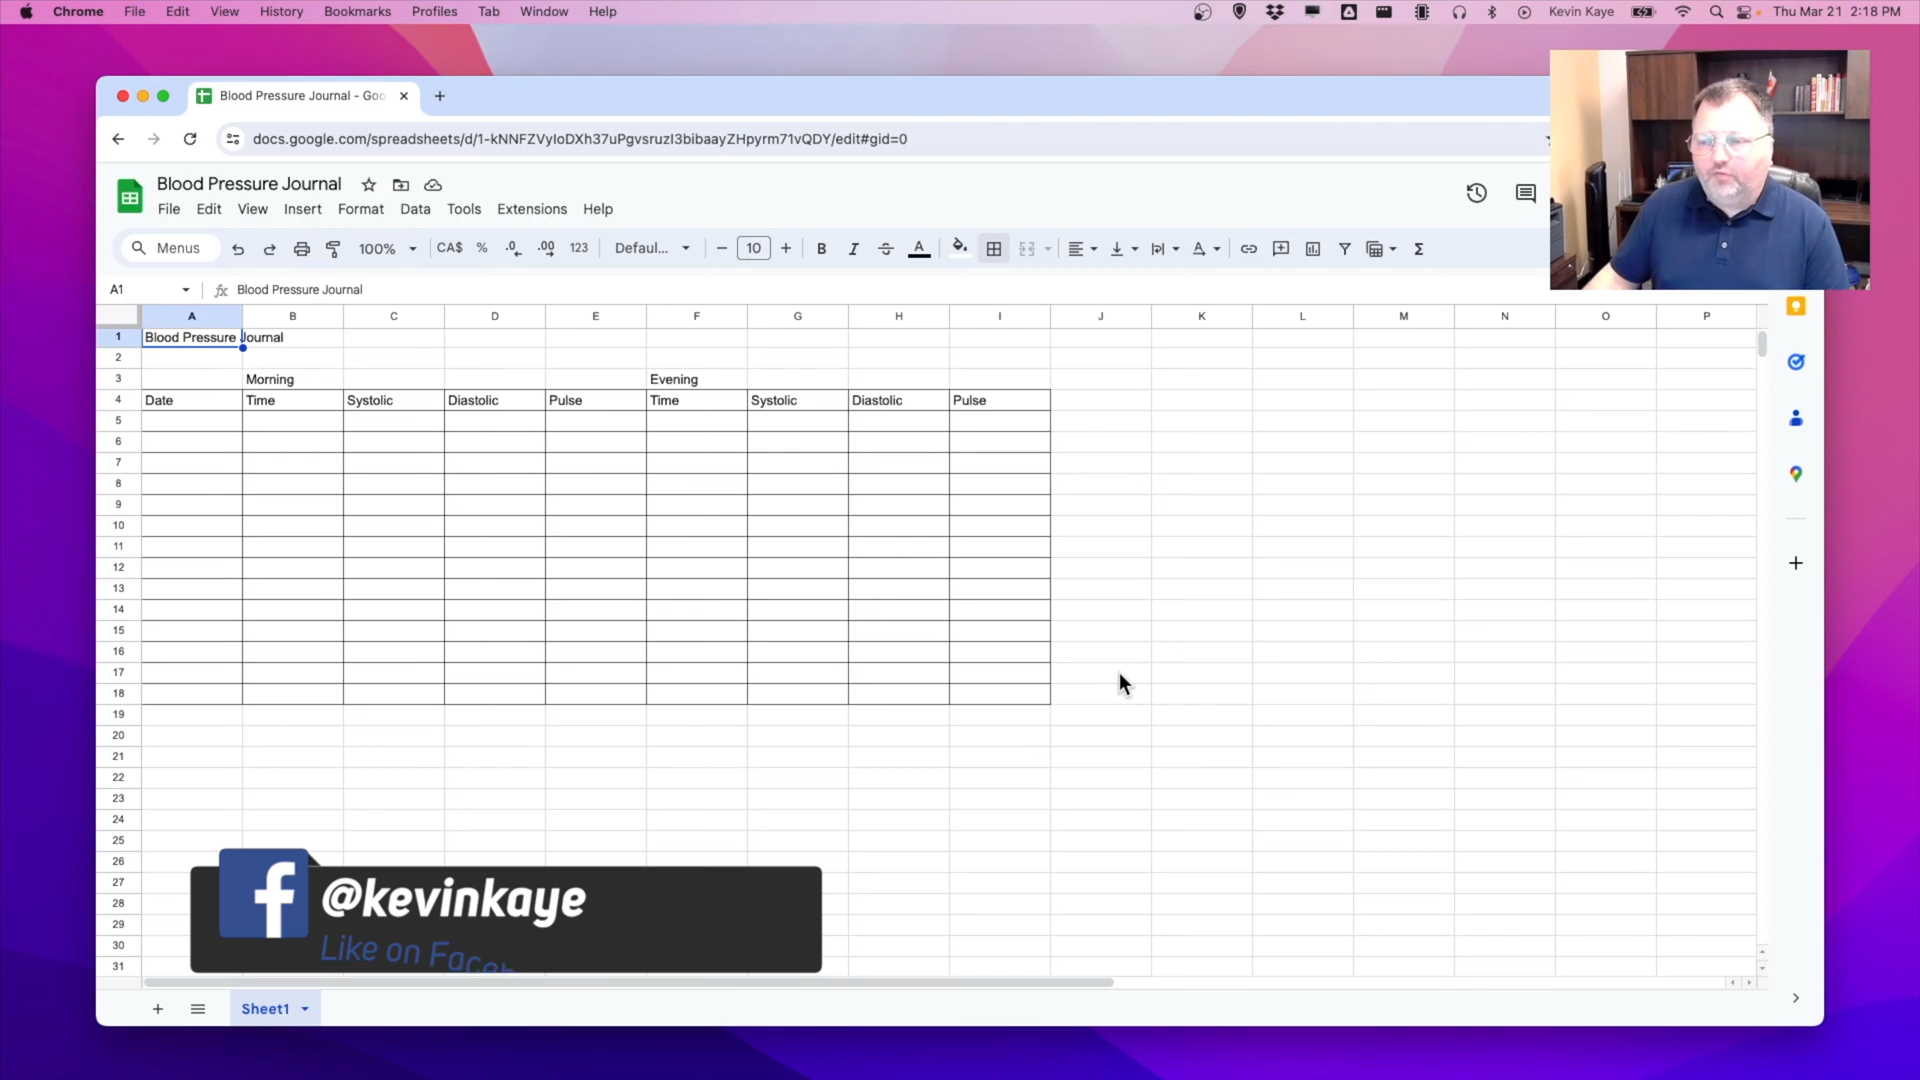 Chrome File Edit View History Bookmarks Profiles Tab Window Help Kevin Kaye Thu Mar 21 2:18 PM
Blood Pressure Journal - Goo
docs.google.com/spreadsheets/d/1-kNNFZVyIoDXh37uPgvsruzI3bibaayZHpyrm71vQDY/edit#gid=0
Blood Pressure Journal
File Edit View Insert Format Data Tools Extensions Help
Menus 100% CA$ % .0 .00 123 Defaul... 10 B I A
A1 fx Blood Pressure Journal
A B C D E F G H I J K L M N O P
1 Blood Pressure Journal
2
3 Morning Evening
4 Date Time Systolic Diastolic Pulse Time Systolic Diastolic Pulse
5
6
7
8
9
10
11
12
13
14
15
16
17
18
19
20
21
22
23
24
25
26
27
28
29
30
31
f @kevinkaye
Like on
Sheet1